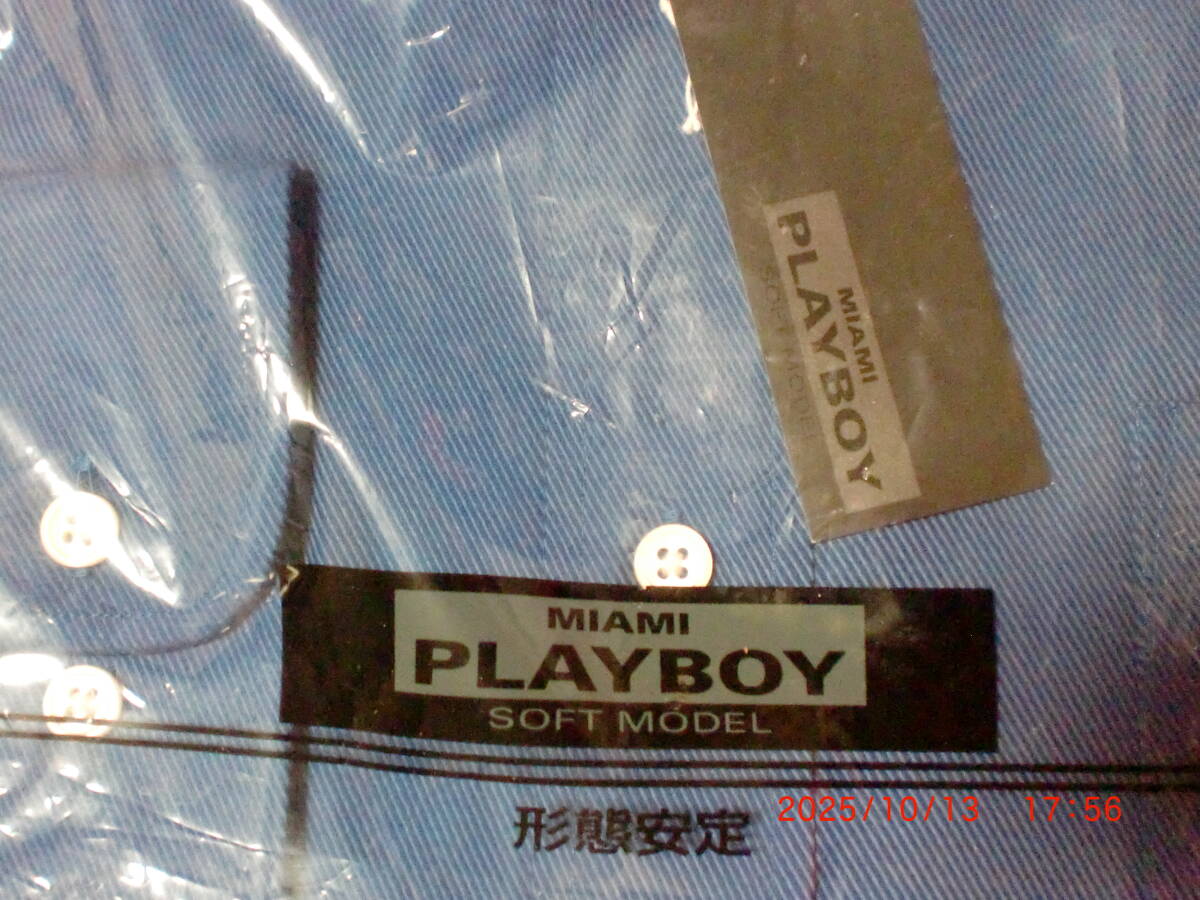 MIAMI
PLAYBOY
SOFT MODEL
MIAMI
PLAYBOY
SOFT MODEL
形態安定
2025/10/13 17:56